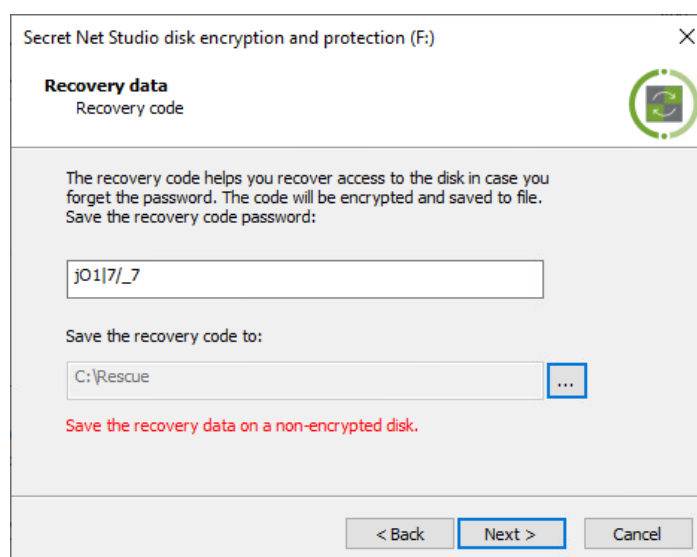 Secret Net Studio disk encryption and protection (F:)
Recovery data
Recovery code
The recovery code helps you recover access to the disk in case you
forget the password. The code will be encrypted and saved to file.
Save the recovery code password:
jO1|7/_7
Save the recovery code to:
C:\Rescue
...
Save the recovery data on a non-encrypted disk.
< Back
Next >
Cancel